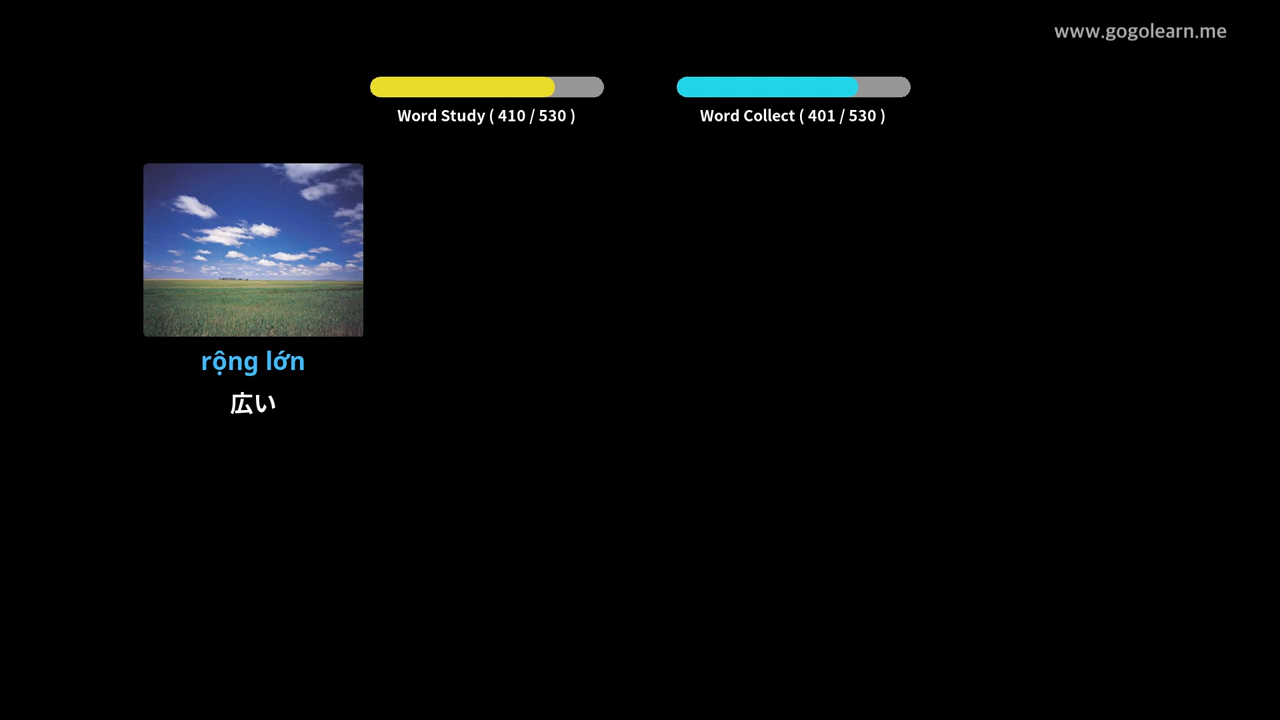 www.gogolearn.me
Word Study ( 410 / 530 )
Word Collect ( 401 / 530 )
rộng lớn
広い